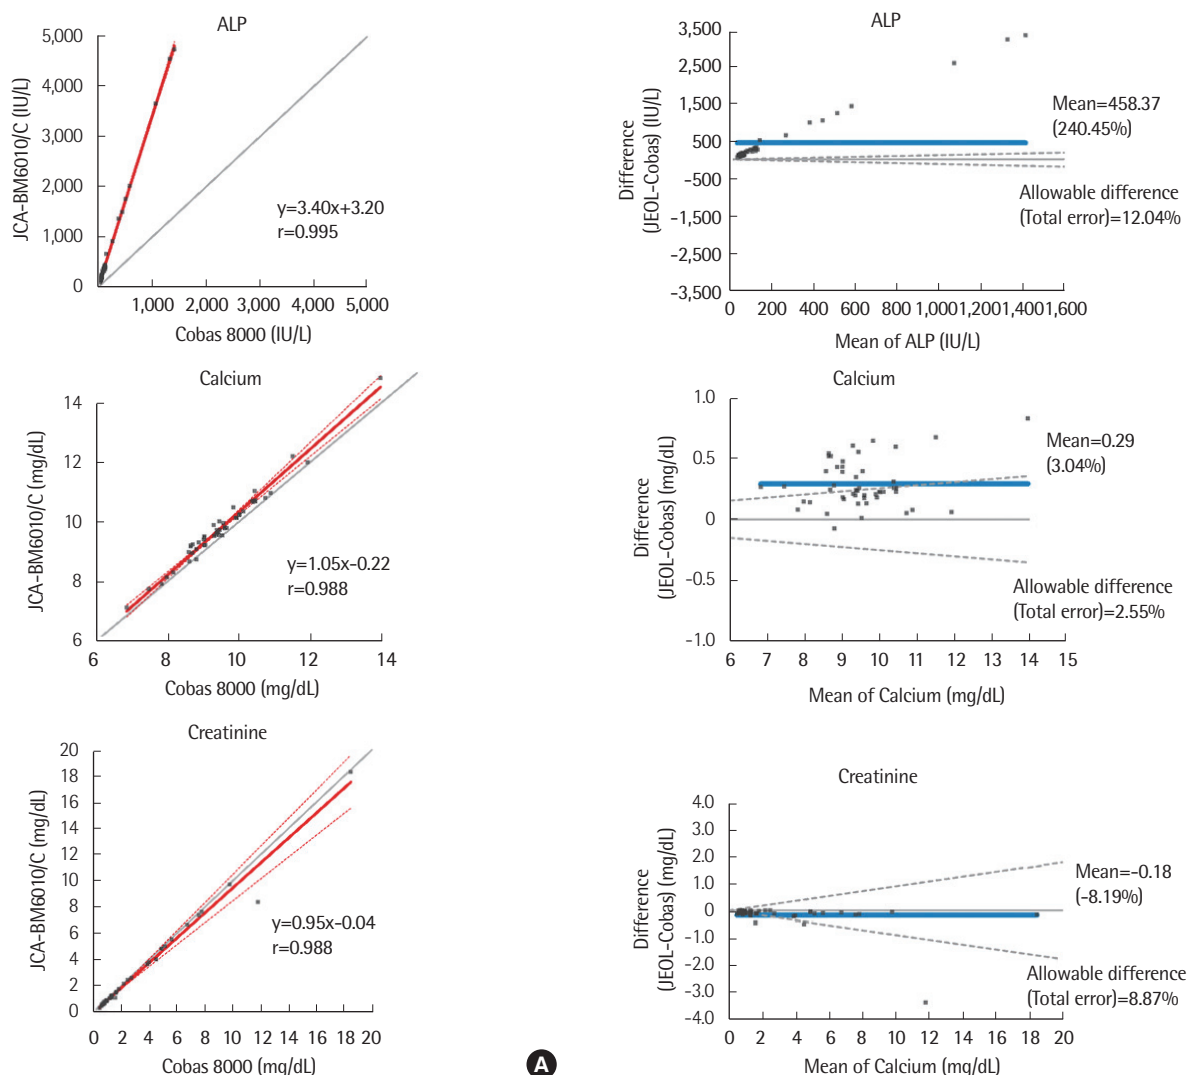 ALP
JCA-BM6010/C (IU/L)
5,000
4,000
3,000
2,000
1,000
0
y=3.40x+3.20
r=0.995
1,000 2,000 3,000 4,000 5,000
Cobas 8000 (IU/L)
ALP
Difference
(JEOL-Cobas) (IU/L)
3,500
2,500
1,500
500
-500
-1,500
-2,500
-3,500
Mean=458.37
(240.45%)
Allowable difference
(Total error)=12.04%
0 200 400 600 800 1,000 1,200 1,400 1,600
Mean of ALP (IU/L)
Calcium
JCA-BM6010/C (mg/dL)
14
12
10
8
6
y=1.05x-0.22
r=0.988
6 8 10 12 14
Cobas 8000 (mg/dL)
Calcium
Difference
(JEOL-Cobas) (mg/dL)
1.0
0.5
0
-0.5
-1.0
Mean=0.29
(3.04%)
Allowable difference
(Total error)=2.55%
6 7 8 9 10 11 12 13 14 15
Mean of Calcium (mg/dL)
Creatinine
JCA-BM6010/C (mg/dL)
20
18
16
14
12
10
8
6
4
2
0
y=0.95x-0.04
r=0.988
0 2 4 6 8 10 12 14 16 18 20
Cobas 8000 (mg/dL)
Creatinine
Difference
(JEOL-Cobas) (mg/dL)
4.0
3.0
2.0
1.0
0
-1.0
-2.0
-3.0
-4.0
Mean=-0.18
(-8.19%)
Allowable difference
(Total error)=8.87%
0 2 4 6 8 10 12 14 16 18 20
Mean of Calcium (mg/dL)
A